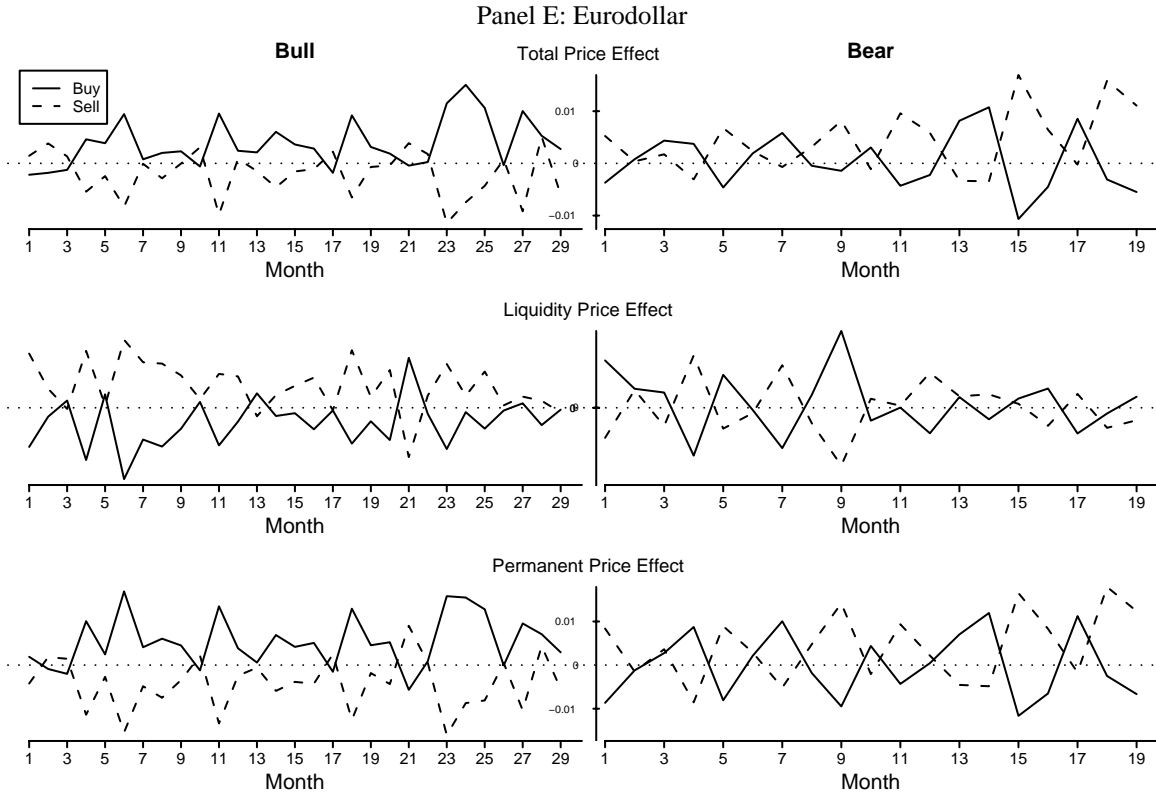 Panel E: Eurodollar
Bull
Total Price Effect
Bear
Buy
Sell
0.01
0
−0.01
1 3 5 7 9 11 13 15 17 19 21 23 25 27 29
1 3 5 7 9 11 13 15 17 19
Month
Month
Liquidity Price Effect
0
1 3 5 7 9 11 13 15 17 19 21 23 25 27 29
1 3 5 7 9 11 13 15 17 19
Month
Month
Permanent Price Effect
0.01
0
−0.01
1 3 5 7 9 11 13 15 17 19 21 23 25 27 29
1 3 5 7 9 11 13 15 17 19
Month
Month